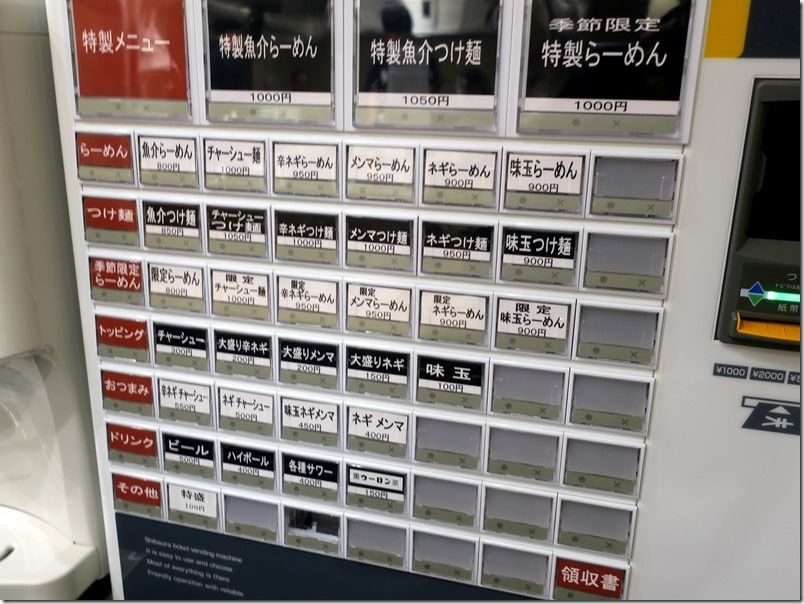 特製メニュー
特製魚介らーめん
1000円
特製魚介つけ麺
1050円
季節限定
特製らーめん
1000円
らーめん
魚介らーめん
800円
チャーシュー麺
1000円
辛ネギらーめん
950円
メンマらーめん
950円
ネギらーめん
900円
味玉らーめん
900円
つけ麺
魚介つけ麺
850円
チャーシュー
つけ麺
1050円
辛ネギつけ麺
1000円
メンマつけ麺
1000円
ネギつけ麺
950円
味玉つけ麺
900円
季節限定
らーめん
限定らーめん
800円
限定
チャーシュー麺
1000円
限定
辛ネギらーめん
950円
限定
メンマらーめん
950円
限定
ネギらーめん
900円
限定
味玉らーめん
900円
トッピング
チャーシュー
300円
大盛り辛ネギ
200円
大盛りメンマ
200円
大盛りネギ
150円
味玉
100円
おつまみ
辛ネギチャーシュー
550円
ネギチャーシュー
500円
味玉ネギメンマ
450円
ネギメンマ
400円
ドリンク
ビール
500円
ハイボール
400円
各種サワー
400円
黒ウーロン茶
150円
その他
特盛
100円
領収書
Shibaura ticket vending machine
It is easy to use and choose
Most of everything is there
Friendly operation with reliable
¥1000 ¥2000